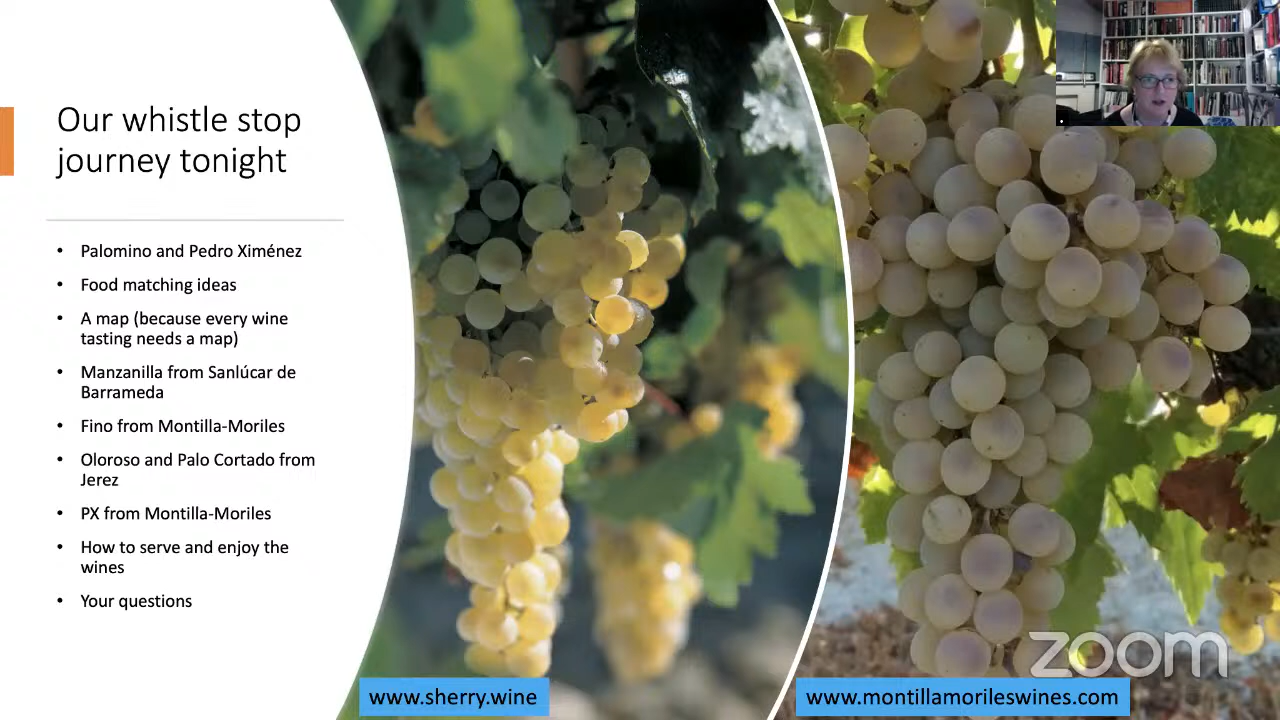 Our whistle stop
journey tonight
• Palomino and Pedro Ximénez
• Food matching ideas
• A map (because every wine
tasting needs a map)
• Manzanilla from Sanlúcar de
Barrameda
• Fino from Montilla-Moriles
• Oloroso and Palo Cortado from
Jerez
• PX from Montilla-Moriles
• How to serve and enjoy the
wines
• Your questions
www.sherry.wine
www.montillamorileswines.com
zoom